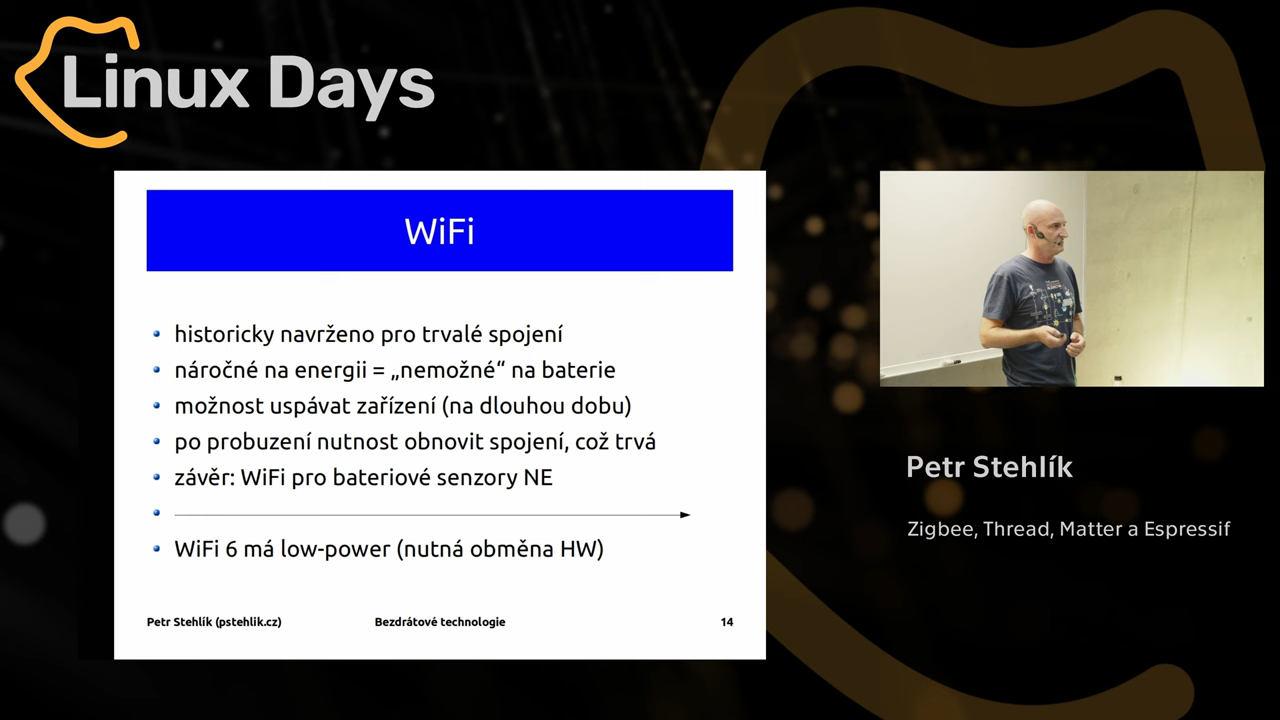 Linux Days
WiFi
historicky navrženo pro trvalé spojení
náročné na energii = „nemožné“ na baterie
možnost uspávat zařízení (na dlouhou dobu)
po probuzení nutnost obnovit spojení, což trvá
závěr: WiFi pro bateriové senzory NE
WiFi 6 má low-power (nutná obměna HW)
Petr Stehlík (pstehlik.cz)
Bezdrátové technologie
14
Petr Stehlík
Zigbee, Thread, Matter a Espressif